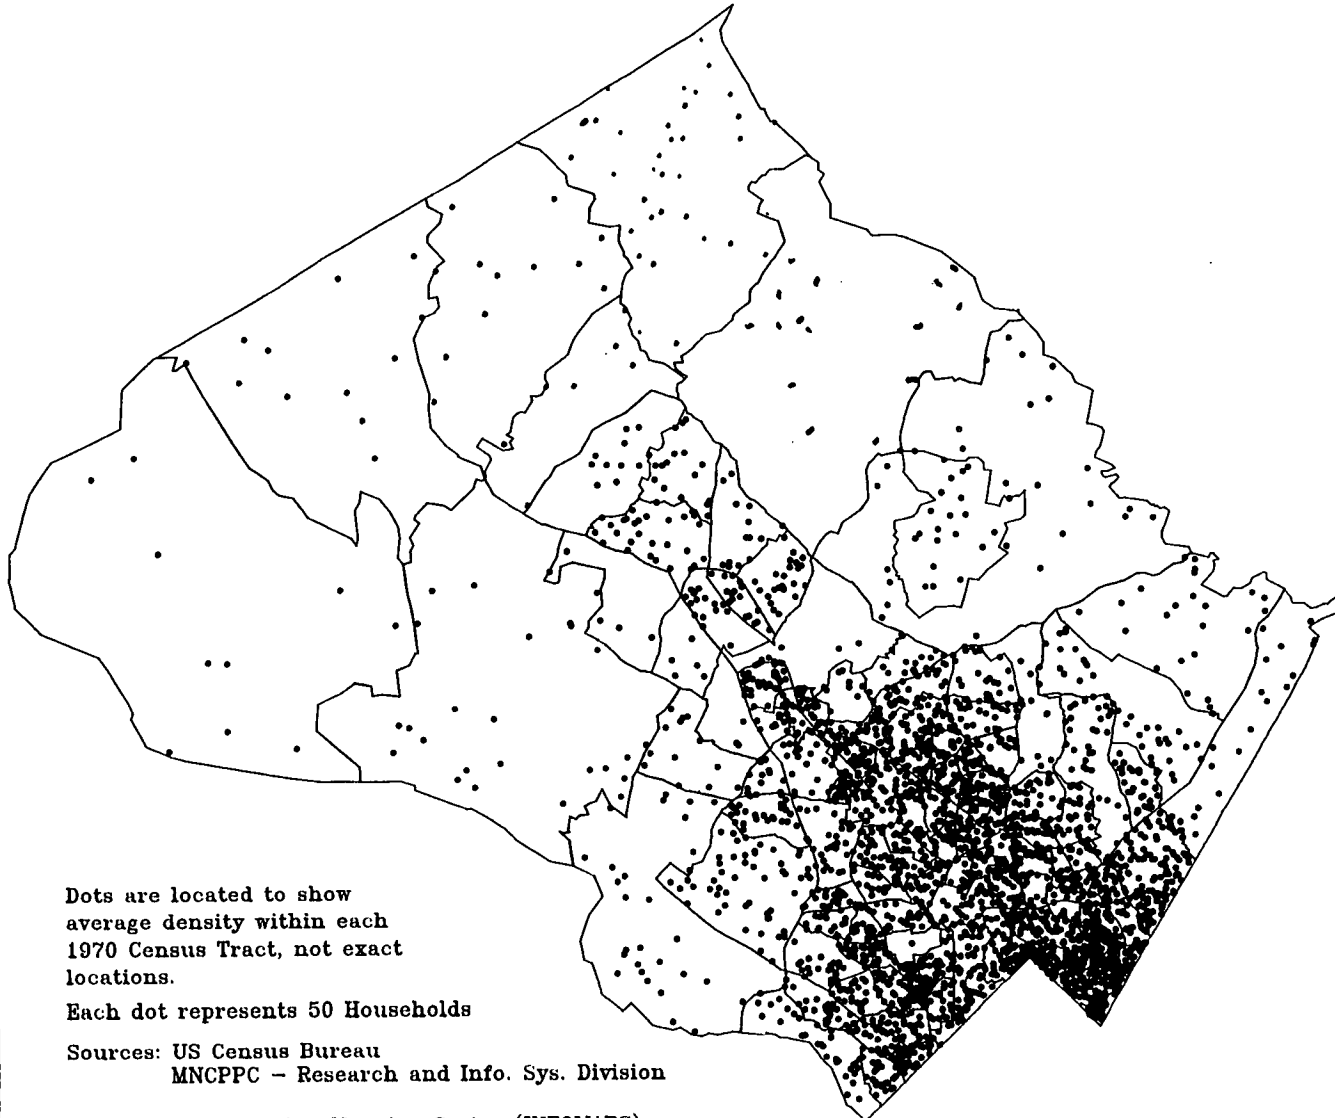 Dots are located to show
average density within each
1970 Census Tract, not exact
locations.
Each dot represents 50 Households
Sources: US Census Bureau
MNCPPC - Research and Info. Sys. Division